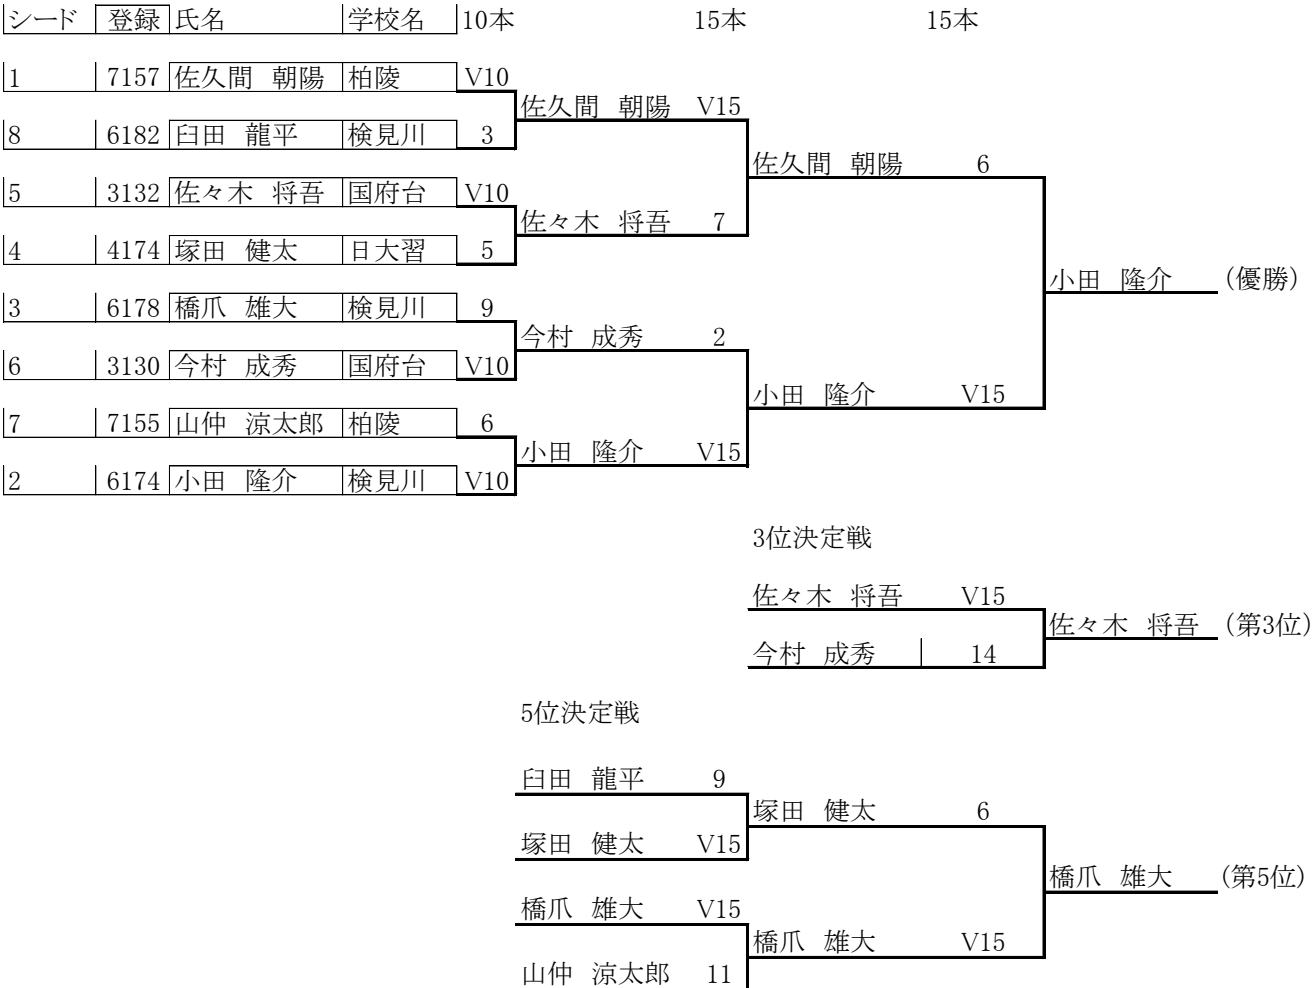 シード 登録 氏名 学校名 10本 15本 15本
1 7157 佐久間 朝陽 柏陵 V10
佐久間 朝陽 V15
8 6182 臼田 龍平 検見川 3
佐久間 朝陽 6
5 3132 佐々木 将吾 国府台 V10
佐々木 将吾 7
4 4174 塚田 健太 日大習 5
小田 隆介 (優勝)
3 6178 橋爪 雄大 検見川 9
今村 成秀 2
6 3130 今村 成秀 国府台 V10
小田 隆介 V15
7 7155 山仲 涼太郎 柏陵 6
小田 隆介 V15
2 6174 小田 隆介 検見川 V10
3位決定戦
佐々木 将吾 V15
佐々木 将吾 (第3位)
今村 成秀 14
5位決定戦
臼田 龍平 9
塚田 健太 6
塚田 健太 V15
橋爪 雄大 (第5位)
橋爪 雄大 V15
橋爪 雄大 V15
山仲 涼太郎 11